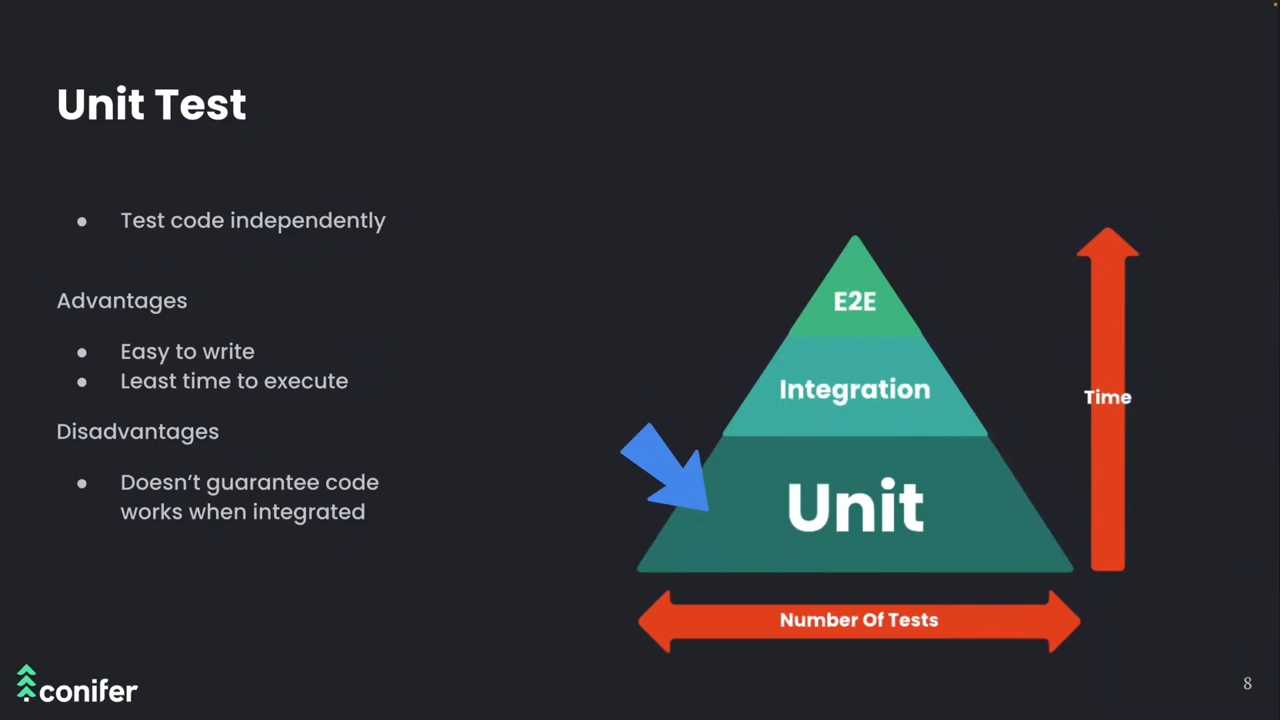 Unit Test
● Test code independently
Advantages
● Easy to write
● Least time to execute
Disadvantages
● Doesn’t guarantee code
works when integrated
E2E
Integration
Unit
Time
Number Of Tests
conifer
8